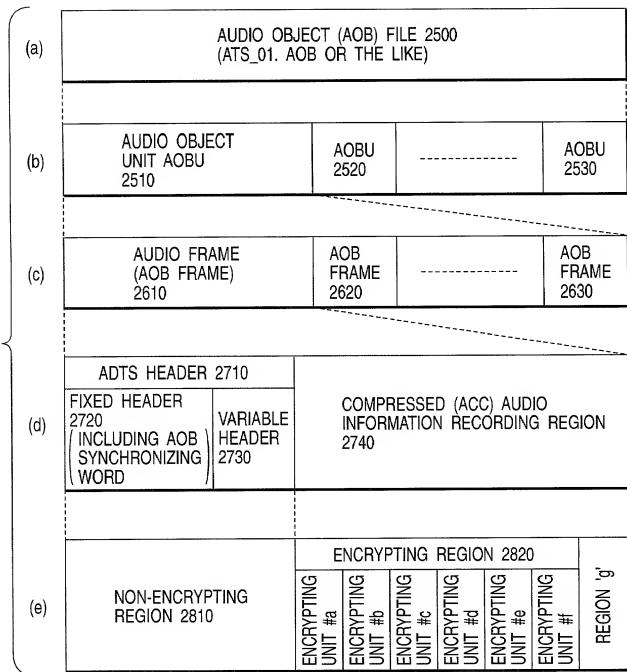 (a)
AUDIO OBJECT (AOB) FILE 2500
(ATS_01. AOB OR THE LIKE)
(b)
AUDIO OBJECT
UNIT AOBU
2510
AOBU
2520
AOBU
2530
(c)
AUDIO FRAME
(AOB FRAME)
2610
AOB
FRAME
2620
AOB
FRAME
2630
(d)
ADTS HEADER 2710
FIXED HEADER
2720
(INCLUDING AOB
SYNCHRONIZING
WORD)
VARIABLE
HEADER
2730
COMPRESSED (ACC) AUDIO
INFORMATION RECORDING REGION
2740
(e)
NON-ENCRYPTING
REGION 2810
ENCRYPTING REGION 2820
ENCRYPTING
UNIT #a
ENCRYPTING
UNIT #b
ENCRYPTING
UNIT #c
ENCRYPTING
UNIT #d
ENCRYPTING
UNIT #e
ENCRYPTING
UNIT #f
REGION 'g'